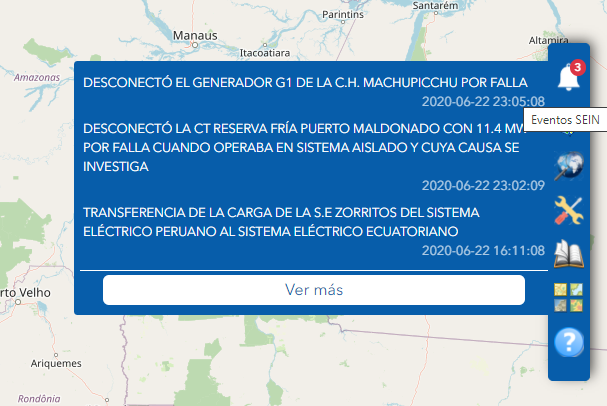 Santarém
Parintins
Manaus
Itacoatiara
Altamira
Amazonas
3
DESCONECTÓ EL GENERADOR G1 DE LA C.H. MACHUPICCHU POR FALLA
2020-06-22 23:05:08
Eventos SEIN
DESCONECTÓ LA CT RESERVA FRÍA PUERTO MALDONADO CON 11.4 MW.
POR FALLA CUANDO OPERABA EN SISTEMA AISLADO Y CUYA CAUSA SE
INVESTIGA
2020-06-22 23:02:09
TRANSFERENCIA DE LA CARGA DE LA S.E ZORRITOS DEL SISTEMA
ELÉCTRICO PERUANO AL SISTEMA ELÉCTRICO ECUATORIANO
2020-06-22 16:11:08
Ver más
rto Velho
?
Ariquemes
Rondônia